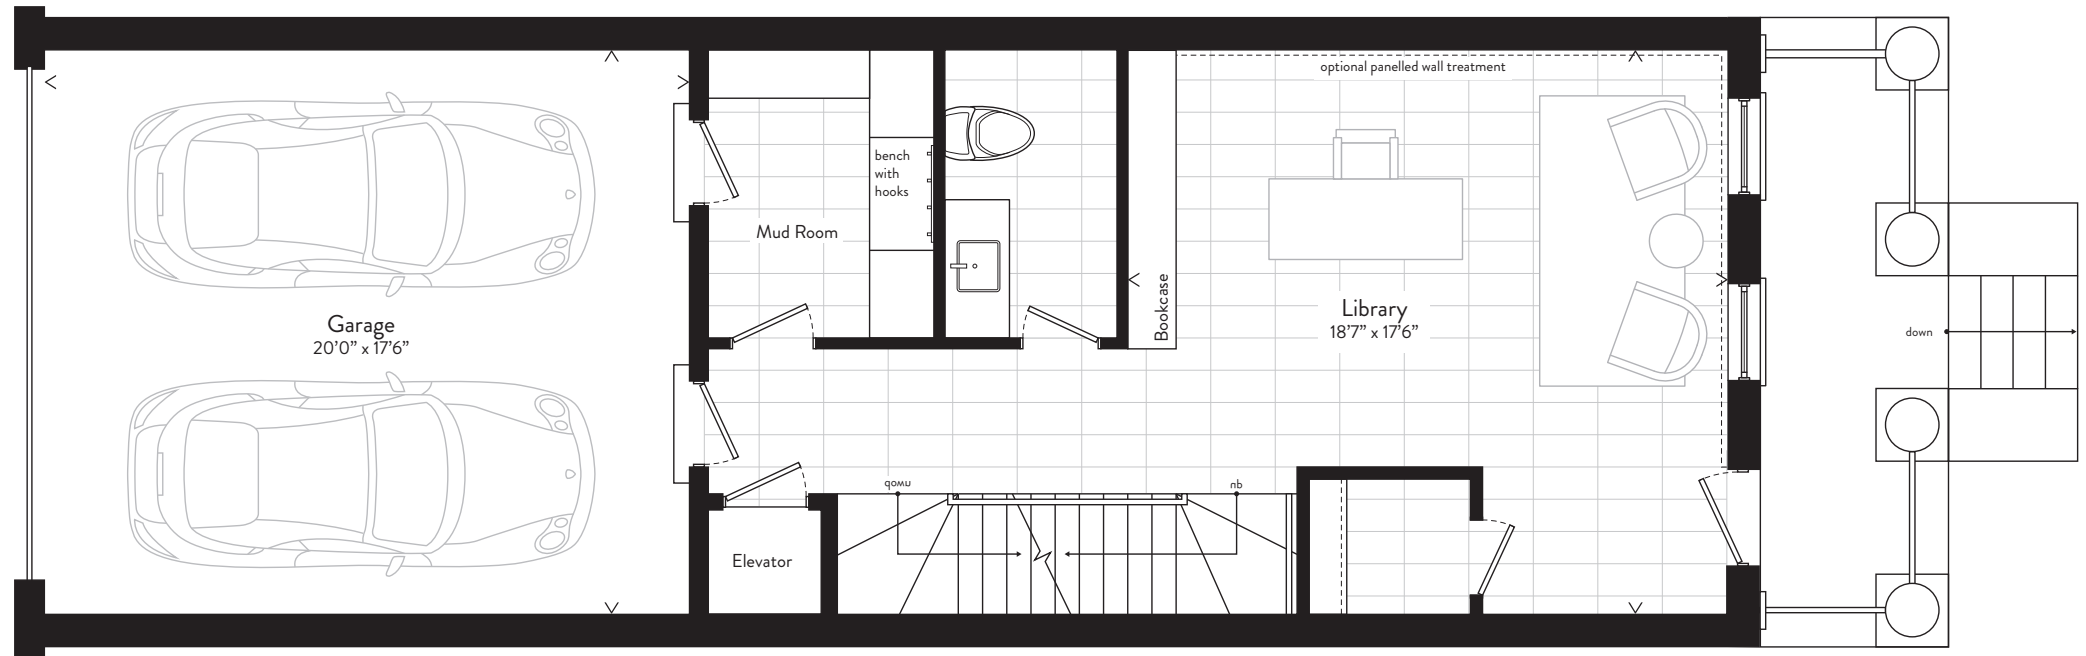 optional panelled wall treatment
bench
with
hooks
Mud Room
Bookcase
Library
18'7" x 17'6"
Garage
20'0" x 17'6"
down
down
up
Elevator